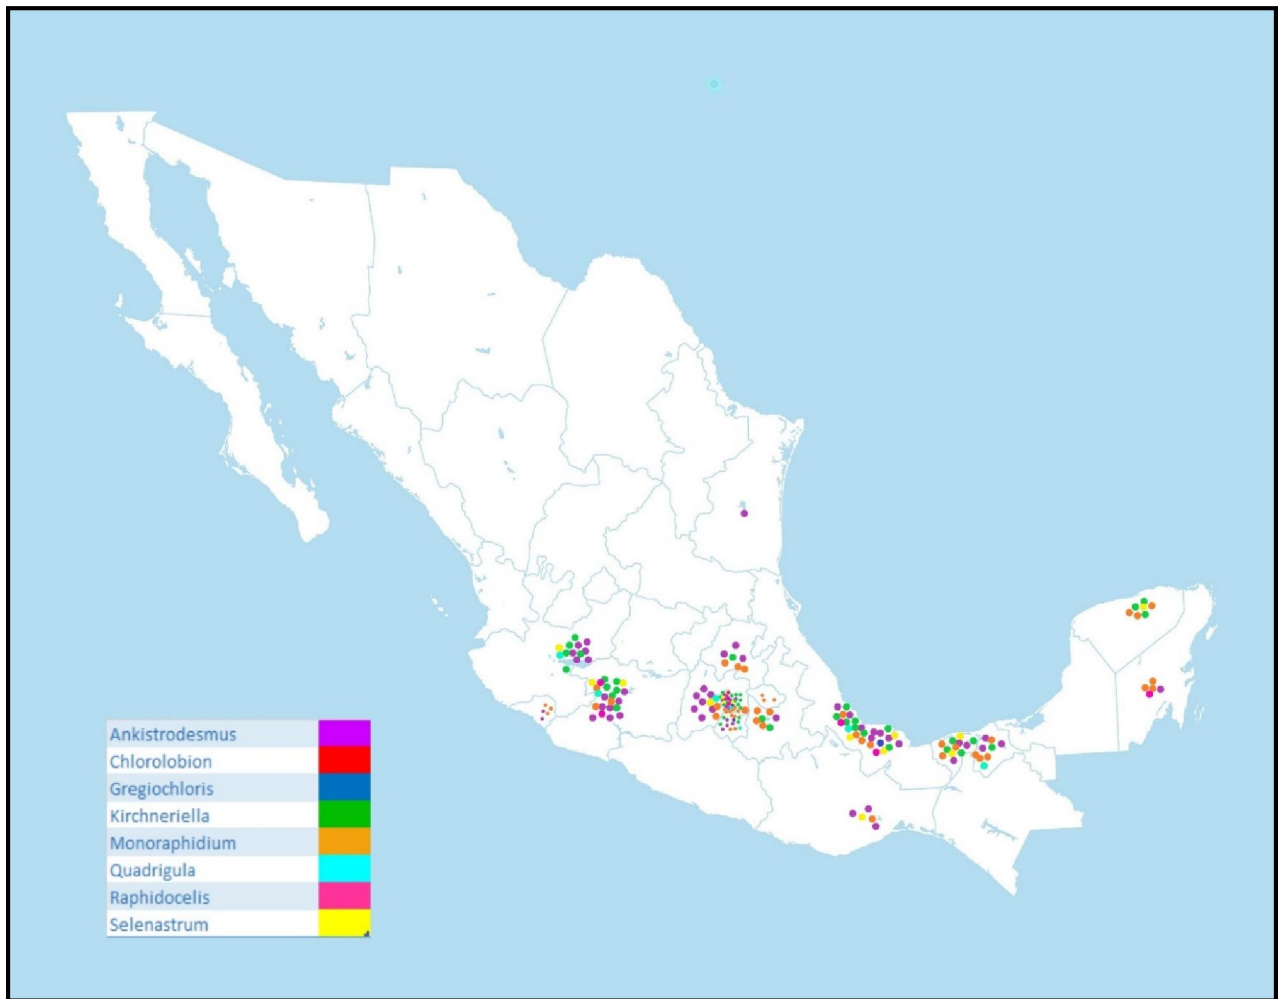 Ankistrodesmus
Chlorolobion
Gregiochloris
Kirchneriella
Monoraphidium
Quadrigula
Raphidocelis
Selenastrum